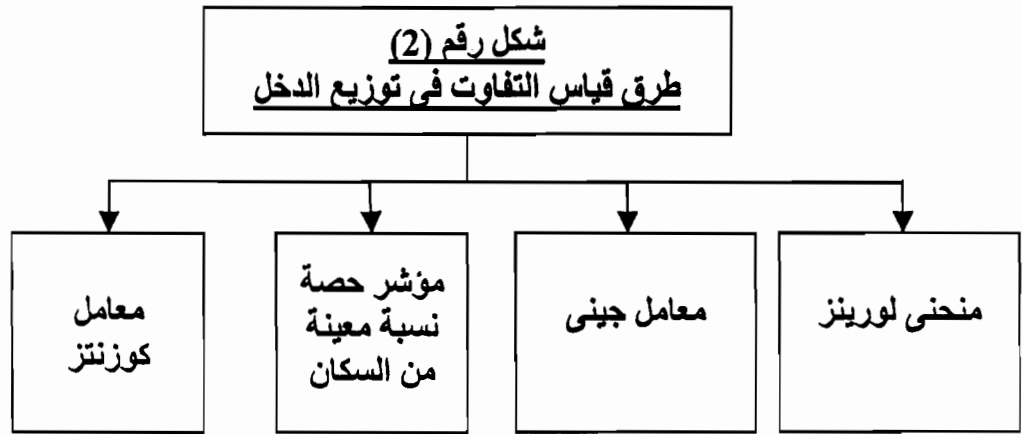 شكل رقم (2)
طرق قياس التفاوت فى توزيع الدخل
منحنى لورينز
معامل جينى
مؤشر حصة
نسبة معينة
من السكان
معامل
كوزنتز